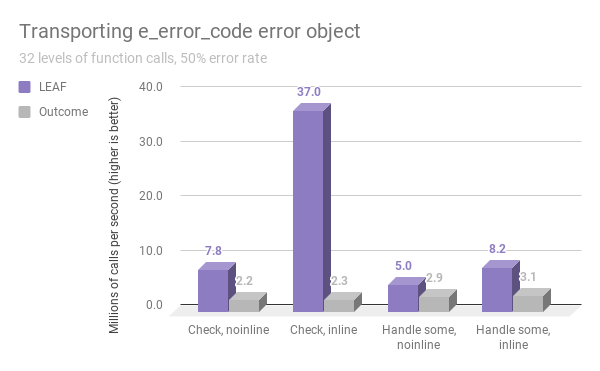 Transporting e_error_code error object
32 levels of function calls, 50% error rate
LEAF
Outcome
Millions of calls per second (higher is better)
40.0
30.0
20.0
10.0
0.0
7.8
2.2
37.0
2.3
5.0
2.9
8.2
3.1
Check, noinline
Check, inline
Handle some,
noinline
Handle some,
inline